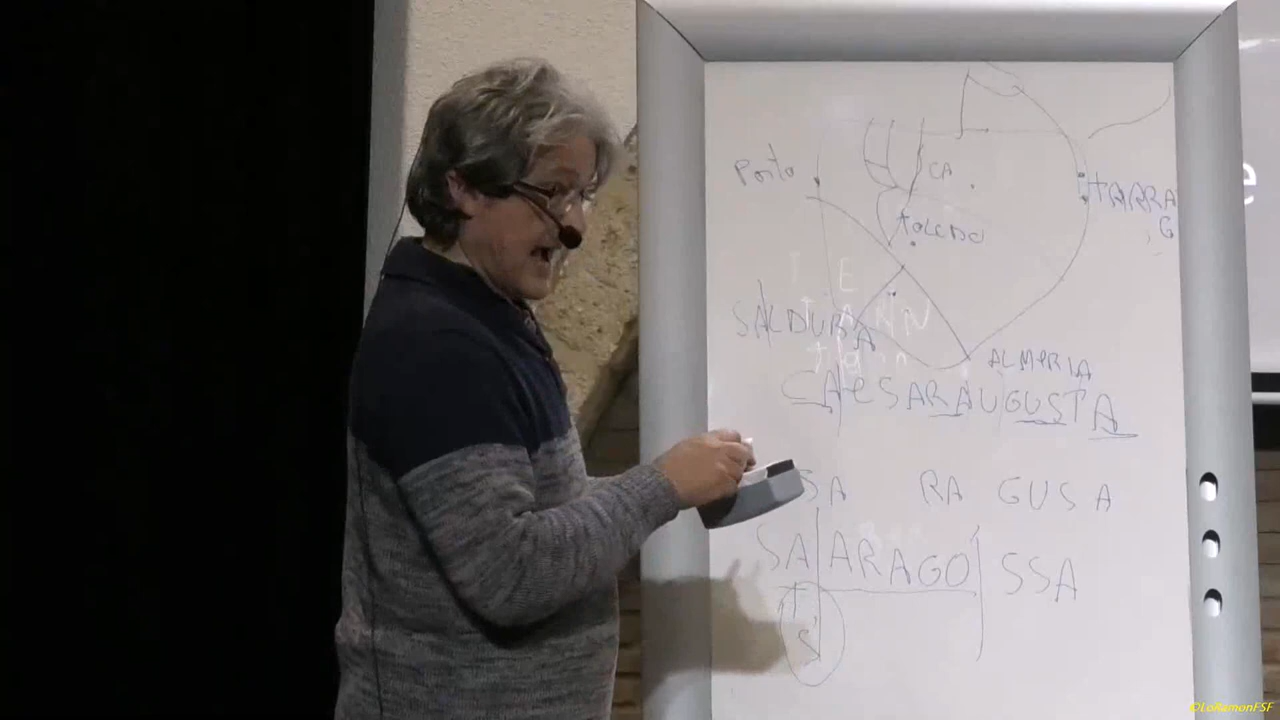 Porto
CA
tARRA
G
toledo
SALDUBA
ALMeRIA
CAeSARAUGUSTA
SA RA GUSA
SA ARAGO SSA
S
e
©LoRamonFSF